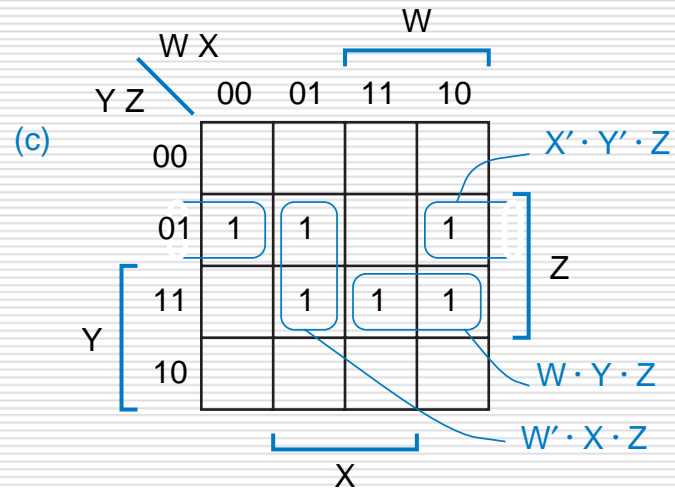 W
W X
Y Z 00 01 11 10
(c)
00
X′ · Y′ · Z
01 1 1 1
Z
11 1 1 1
Y
10
W · Y · Z
W′ · X · Z
X